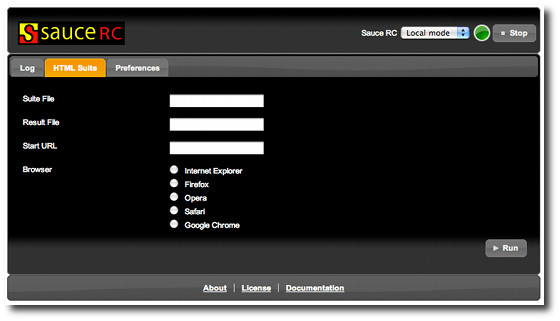 S sauce RC Sauce RC Local mode Stop
Log HTML Suite Preferences
Suite File
Result File
Start URL
Browser Internet Explorer
Firefox
Opera
Safari
Google Chrome
Run
About | License | Documentation